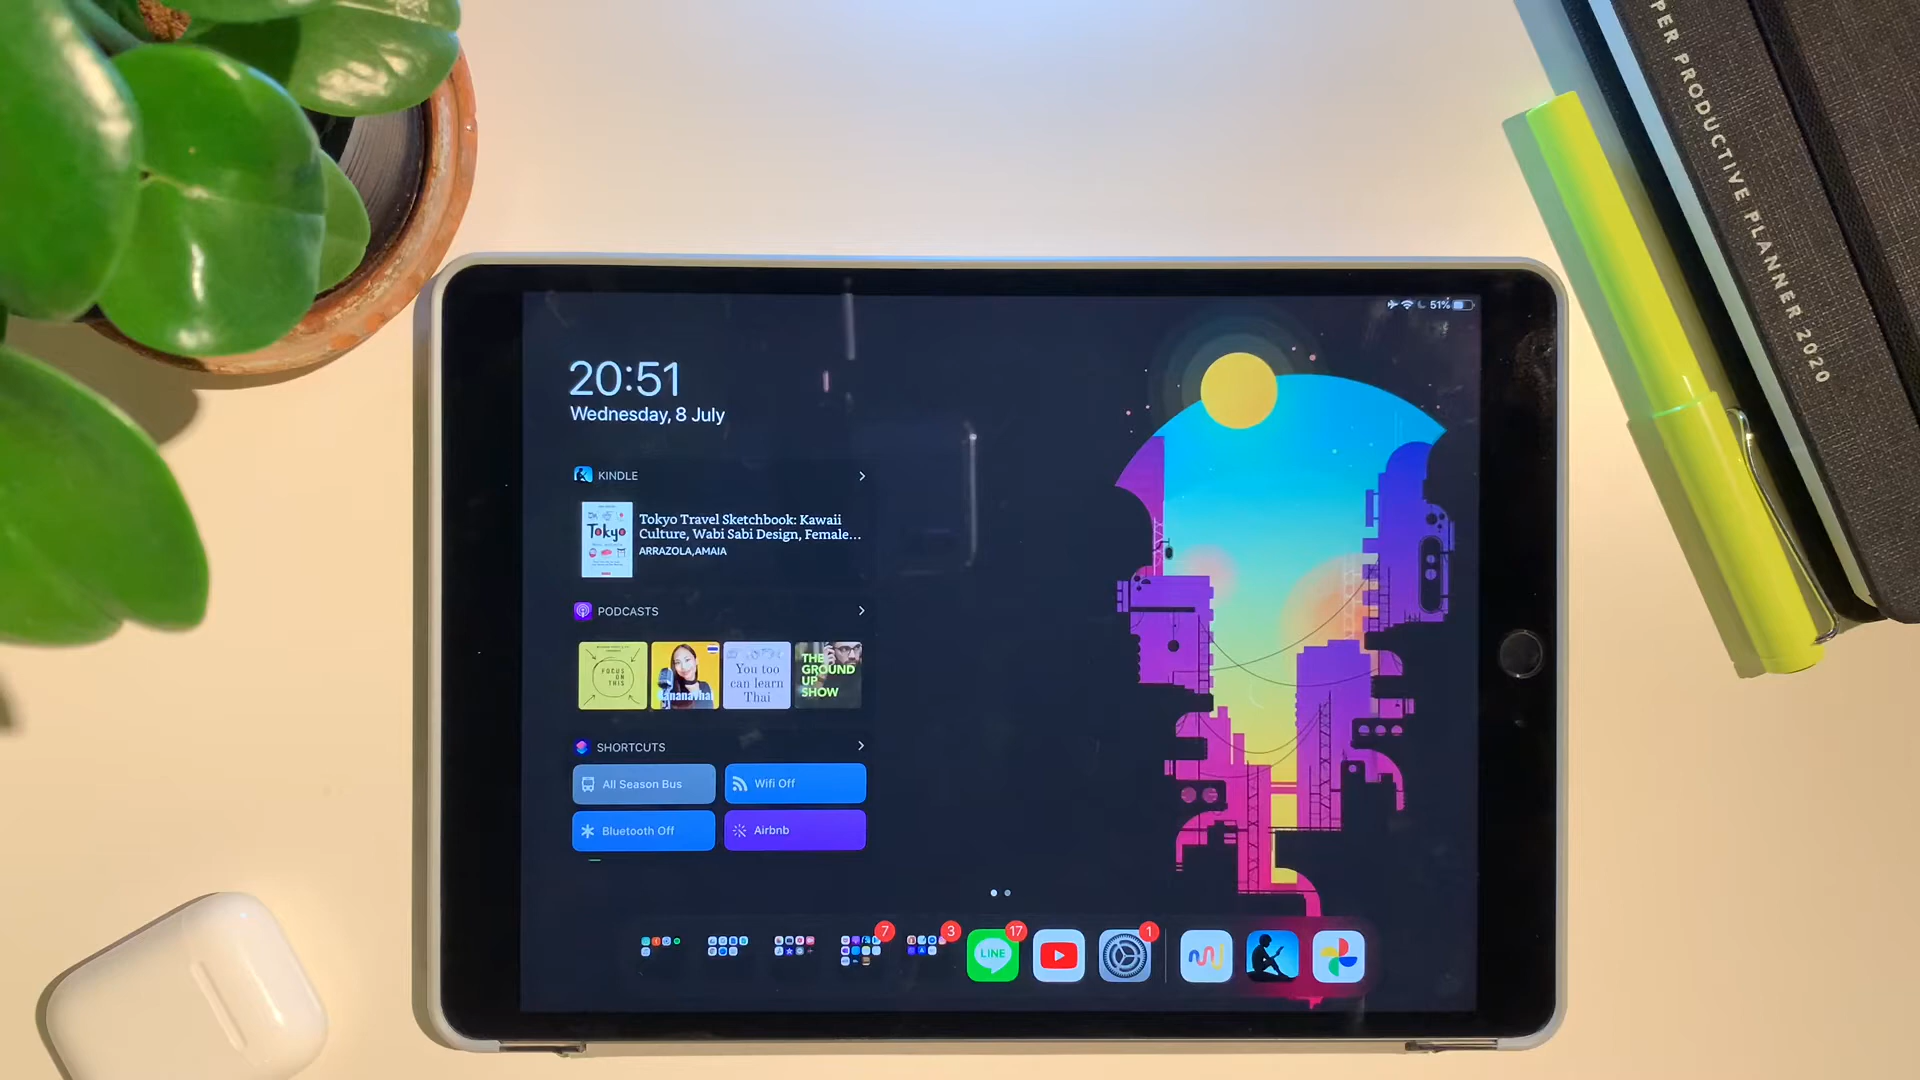 PER PRODUCTIVE PLANNER 2020
51%
20:51
Wednesday, 8 July
KINDLE
Tokyo
Tokyo Travel Sketchbook: Kawaii
Culture, Wabi Sabi Design, Female...
ARRAZOLA,AMAIA
PODCASTS
FOCUS
ON
THIS
You too
can learn
Thai
THE
GROUND
UP
SHOW
SHORTCUTS
All Season Bus
Wifi Off
Bluetooth Off
Airbnb
7
3
17
1
LINE